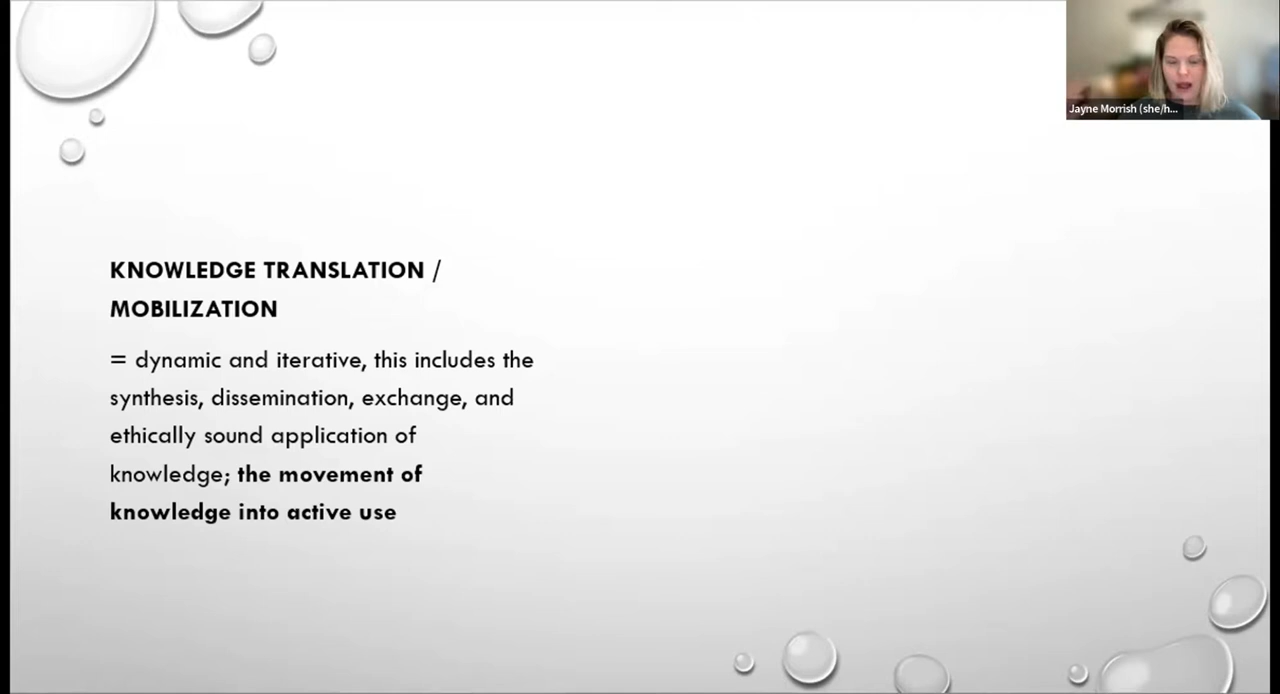 Jayne Morrish (she/h...
KNOWLEDGE TRANSLATION /
MOBILIZATION
= dynamic and iterative, this includes the
synthesis, dissemination, exchange, and
ethically sound application of
knowledge; the movement of
knowledge into active use